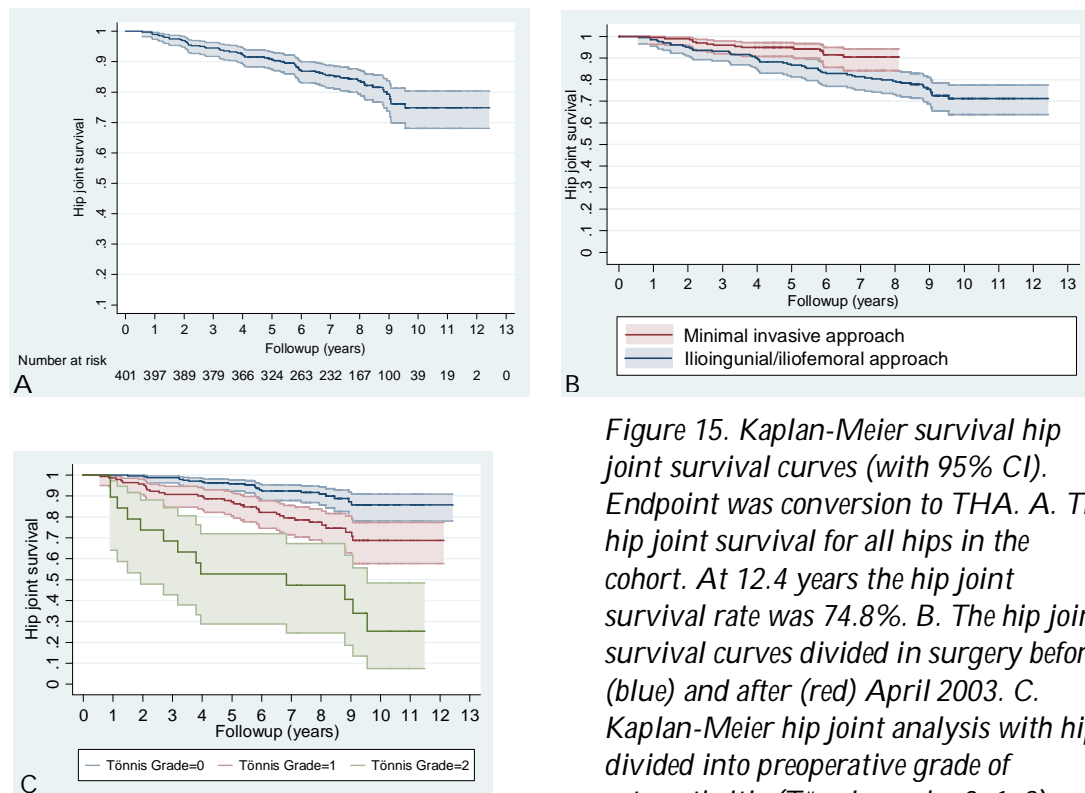 Hip joint survival
1
.9
.8
.7
.6
.5
.4
.3
.2
.1
0 1 2 3 4 5 6 7 8 9 10 11 12 13
Followup (years)
Number at risk
401 397 389 379 366 324 263 232 167 100 39 19 2 0
A
Hip joint survival
1
.9
.8
.7
.6
.5
.4
.3
.2
.1
0
0 1 2 3 4 5 6 7 8 9 10 11 12 13
Followup (years)
Minimal invasive approach
Ilioingunial/iliofemoral approach
B
Hip joint survival
1
.9
.8
.7
.6
.5
.4
.3
.2
.1
0
0 1 2 3 4 5 6 7 8 9 10 11 12 13
Followup (years)
Tönnis Grade=0 Tönnis Grade=1 Tönnis Grade=2
C
Figure 15. Kaplan-Meier survival hip
joint survival curves (with 95% CI).
Endpoint was conversion to THA. A.
hip joint survival for all hips in the
cohort. At 12.4 years the hip joint
survival rate was 74.8%. B. The hip
survival curves divided in surgery
(blue) and after (red) April 2003. C.
Kaplan-Meier hip joint analysis with
divided into preoperative grade of